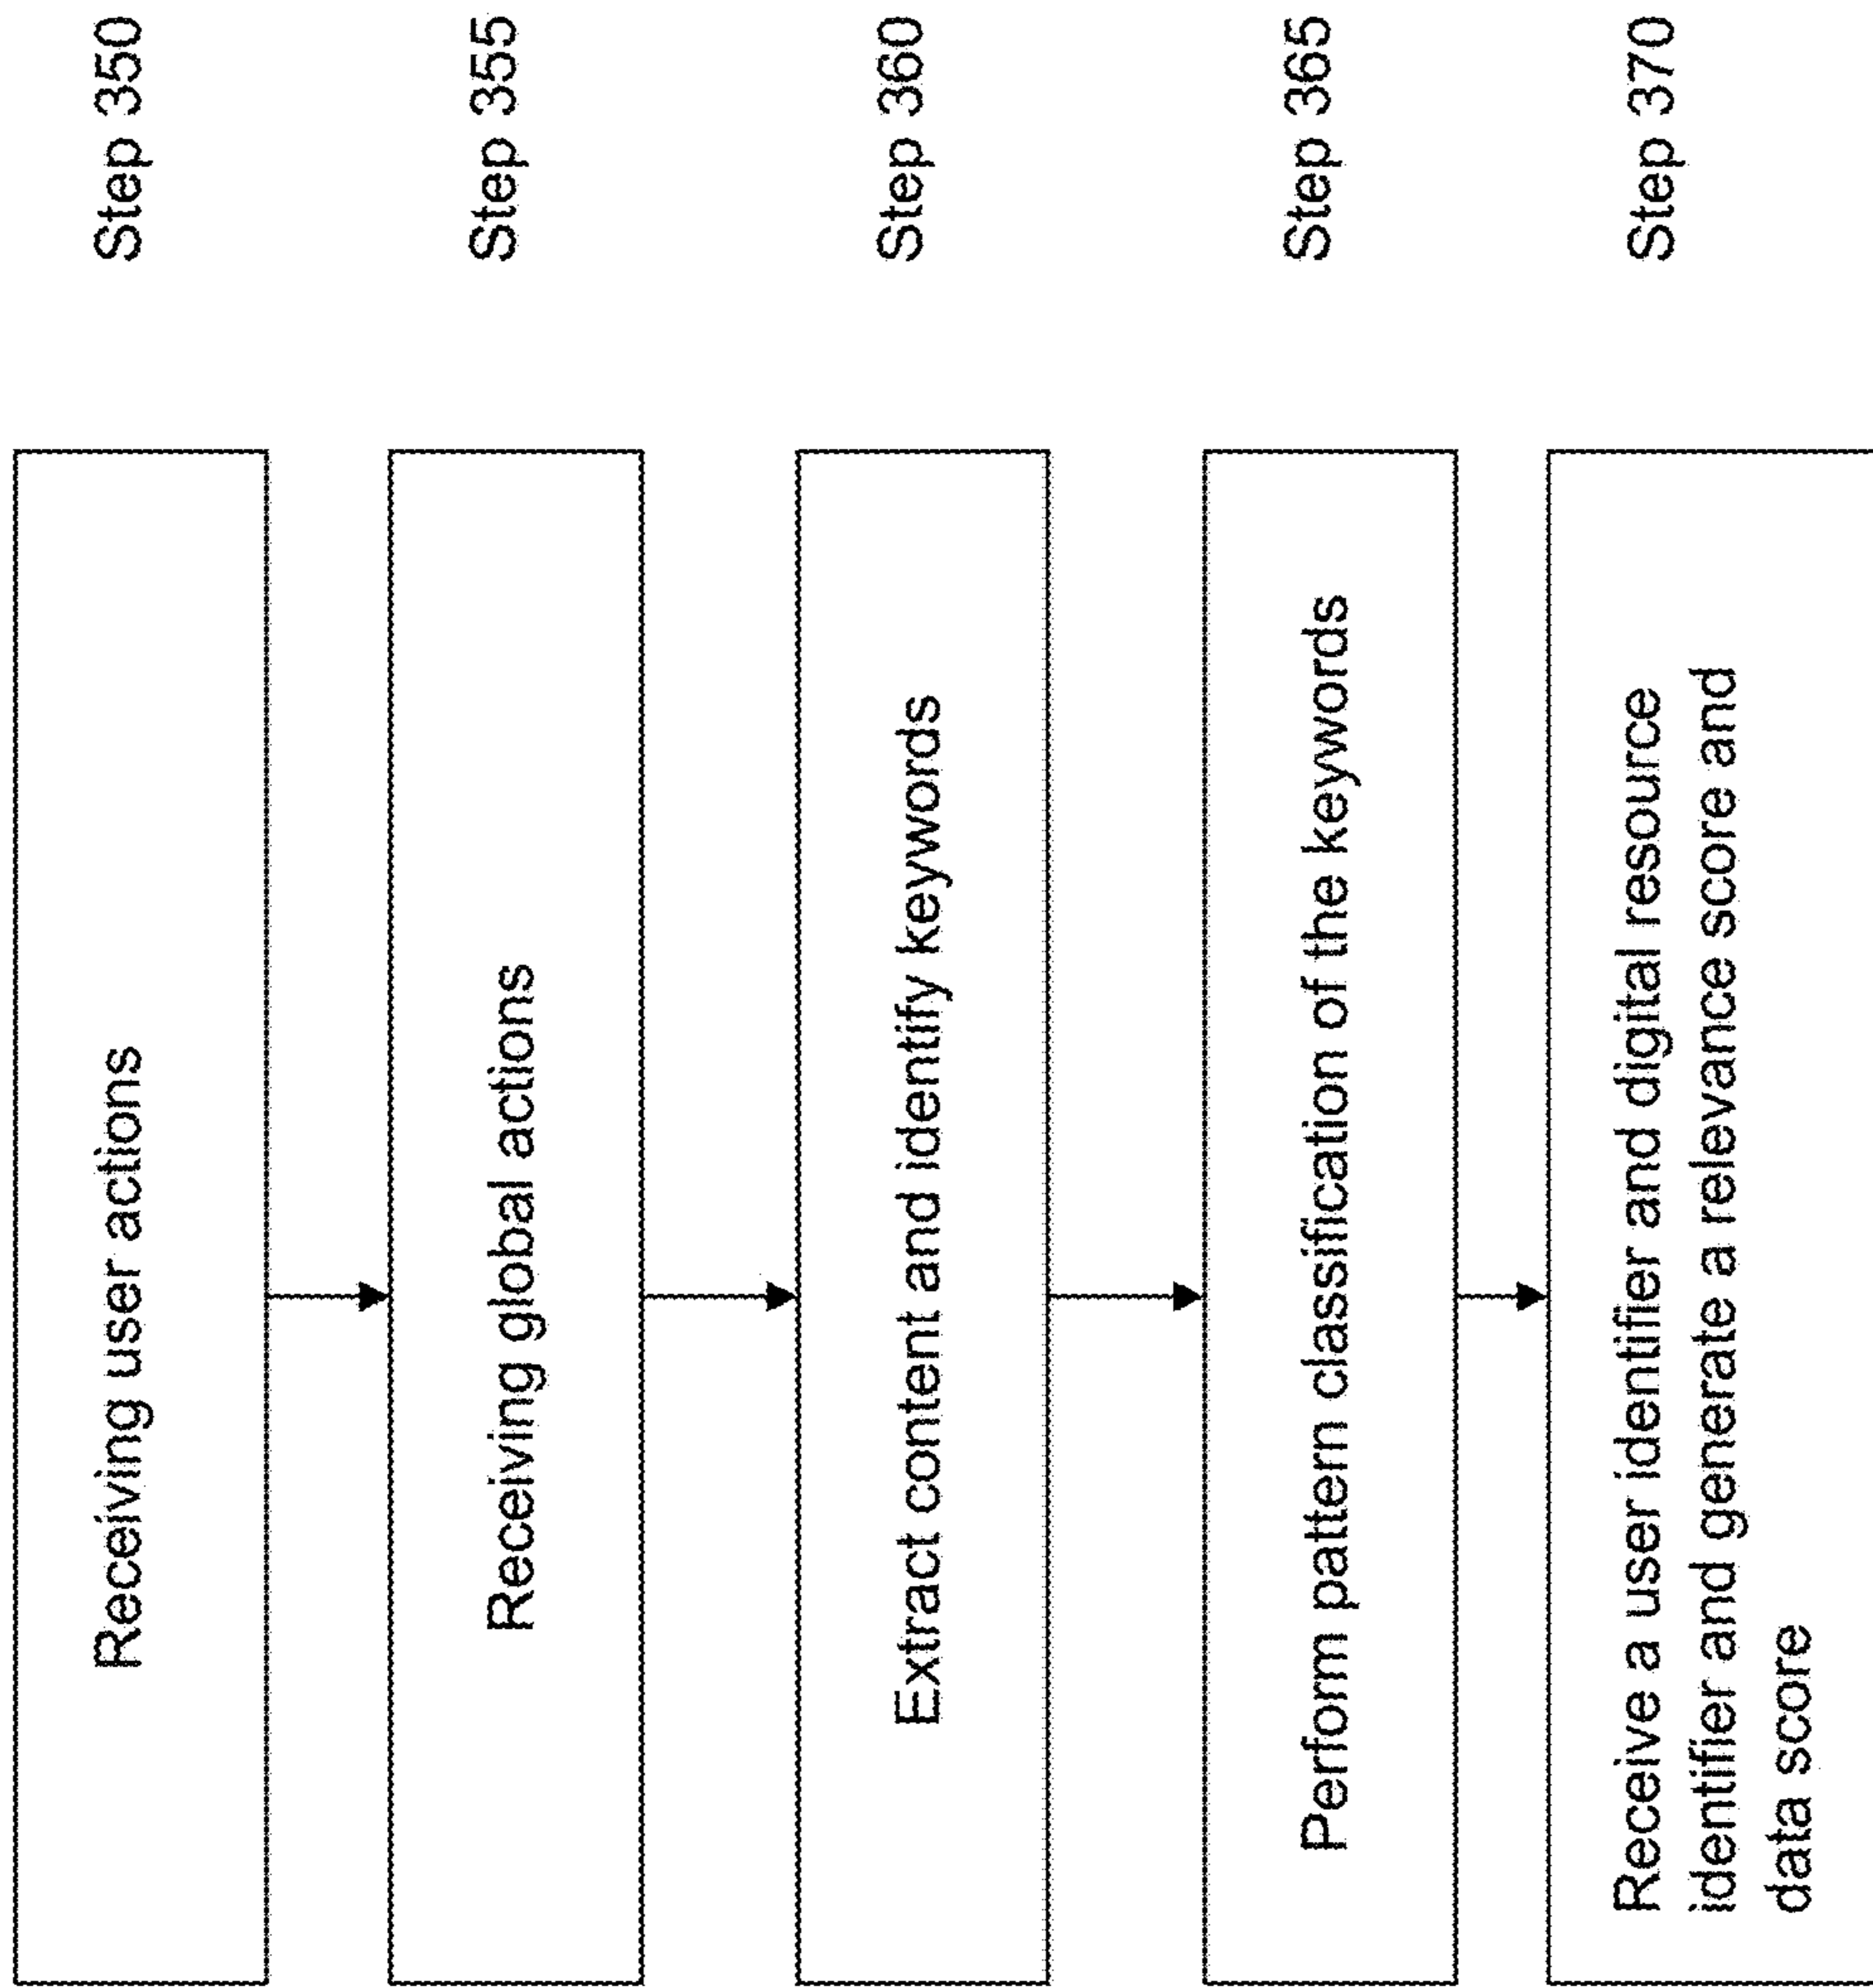 Receiving user actions
Step 350
Receiving global actions
Step 355
Extract content and identify keywords
Step 360
Perform pattern classification of the keywords
Step 365
Receive a user identifier and digital resource
identifier and generate a relevance score and
data score
Step 370